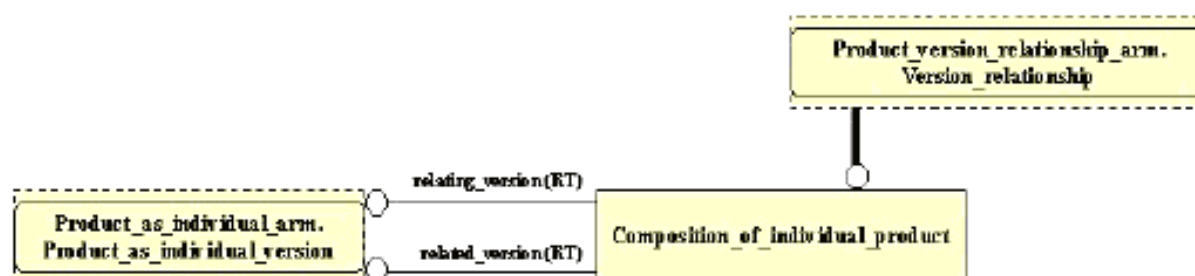 Product_version_relationship_arm.
Version_relationship
relating_version(RT)
Product_as_individual_arm.
Product_as_individual_version
Composition_of_individual_product
related_version(RT)